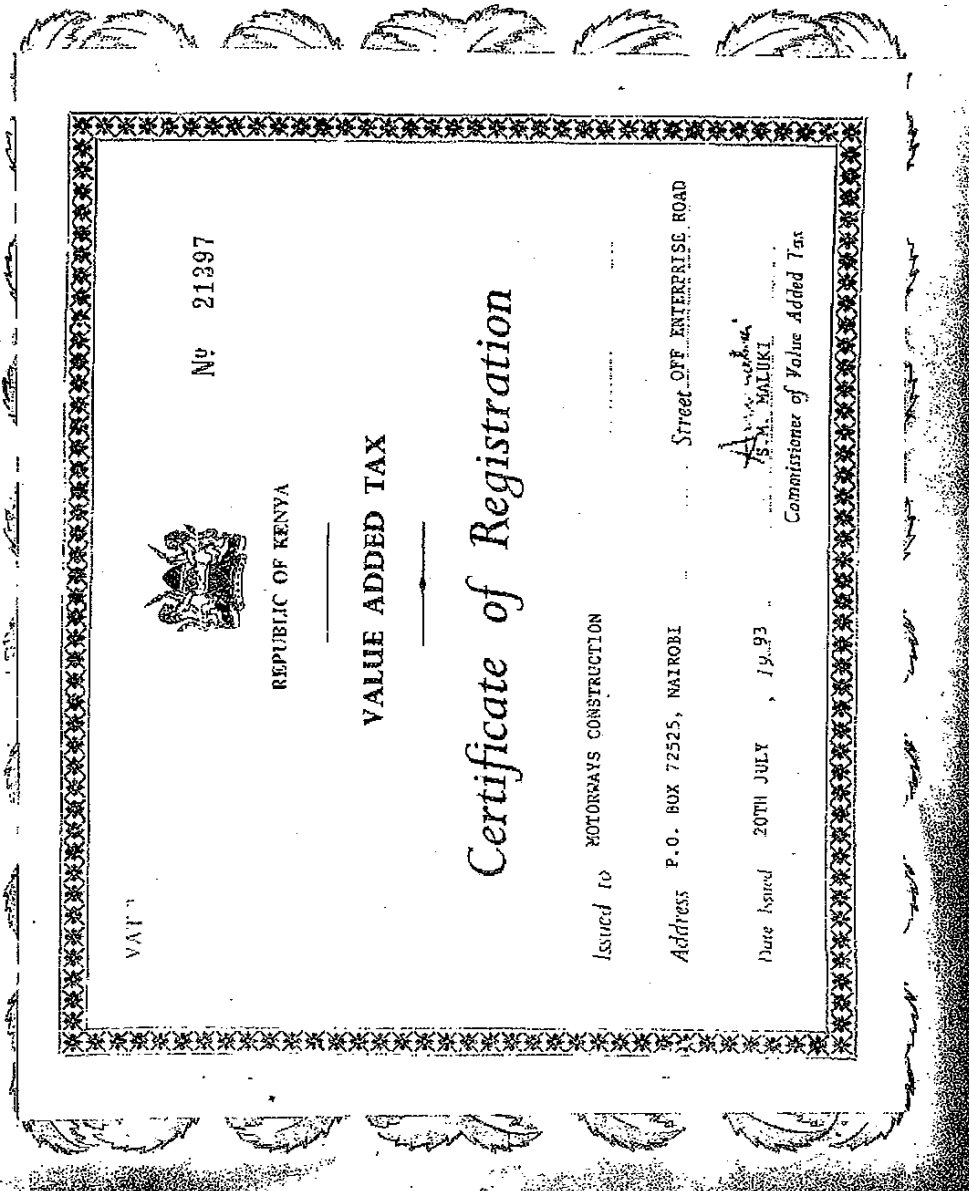 VAT
Nº 21397
REPUBLIC OF KENYA
VALUE ADDED TAX
Certificate of Registration
Issued to MOTORWAYS CONSTRUCTION
Address P.O. BOX 72525, NAIROBI Street OFF ENTERPRISE ROAD
Date Issued 20TH JULY , 19 93
S.M. MALUKI
Commissioner of Value Added Tax